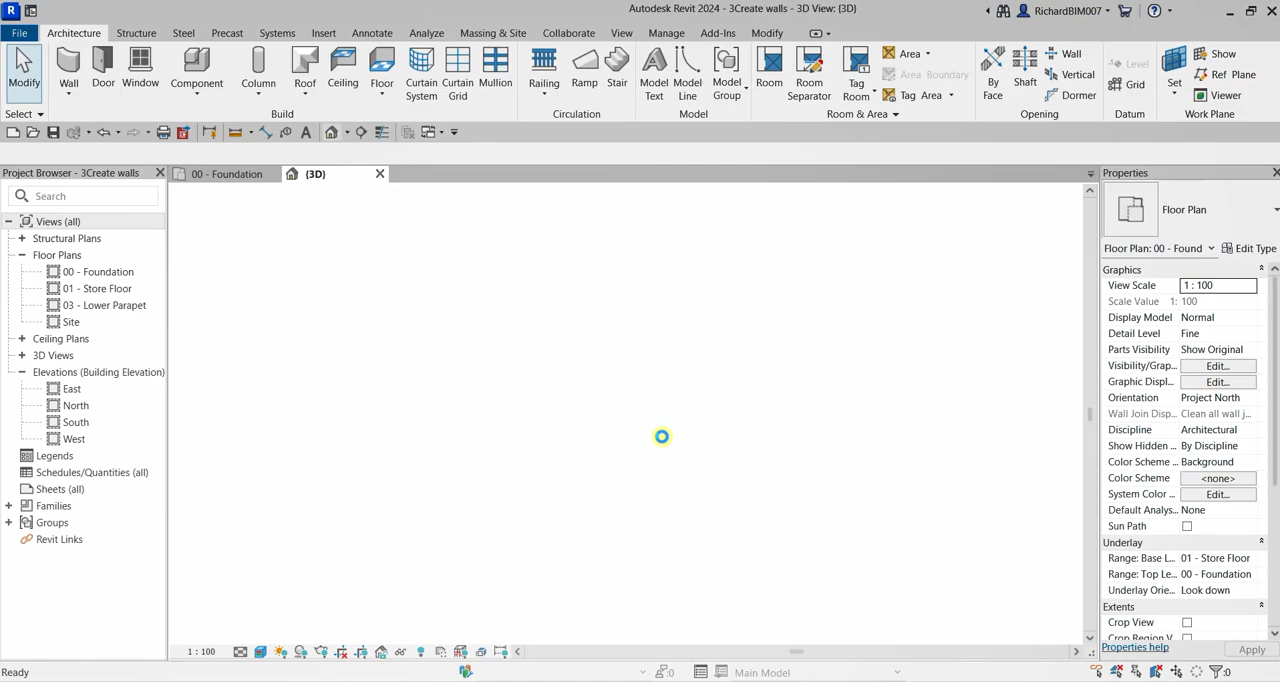 Autodesk Revit 2024 - 3Create walls - 3D View: {3D}
RichardBIM007
File
Architecture
Structure
Steel
Precast
Systems
Insert
Annotate
Analyze
Massing & Site
Collaborate
View
Manage
Add-Ins
Modify
Modify
Wall
Door
Window
Component
Column
Roof
Ceiling
Floor
Curtain
System
Curtain
Grid
Mullion
Railing
Ramp
Stair
Model
Text
Model
Line
Model
Group
Room
Room
Separator
Tag
Room
Area
Area Boundary
Tag Area
By
Face
Shaft
Wall
Vertical
Dormer
Level
Grid
Set
Show
Ref Plane
Viewer
Select
Build
Circulation
Model
Room & Area
Opening
Datum
Work Plane
Project Browser - 3Create walls
Search
Views (all)
Structural Plans
Floor Plans
00 - Foundation
01 - Store Floor
03 - Lower Parapet
Site
Ceiling Plans
3D Views
Elevations (Building Elevation)
East
North
South
West
Legends
Schedules/Quantities (all)
Sheets (all)
Families
Groups
Revit Links
00 - Foundation
{3D}
Properties
Floor Plan
Floor Plan: 00 - Found
Edit Type
Graphics
View Scale 1 : 100
Scale Value 1: 100
Display Model Normal
Detail Level Fine
Parts Visibility Show Original
Visibility/Grap... Edit...
Graphic Displ... Edit...
Orientation Project North
Wall Join Disp... Clean all wall j...
Discipline Architectural
Show Hidden ... By Discipline
Color Scheme ... Background
Color Scheme <none>
System Color ... Edit...
Default Analys... None
Sun Path
Underlay
Range: Base L... 01 - Store Floor
Range: Top Le... 00 - Foundation
Underlay Orie... Look down
Extents
Crop View
Crop Region V
Properties help
Apply
1 : 100
Ready
:0
Main Model
:0